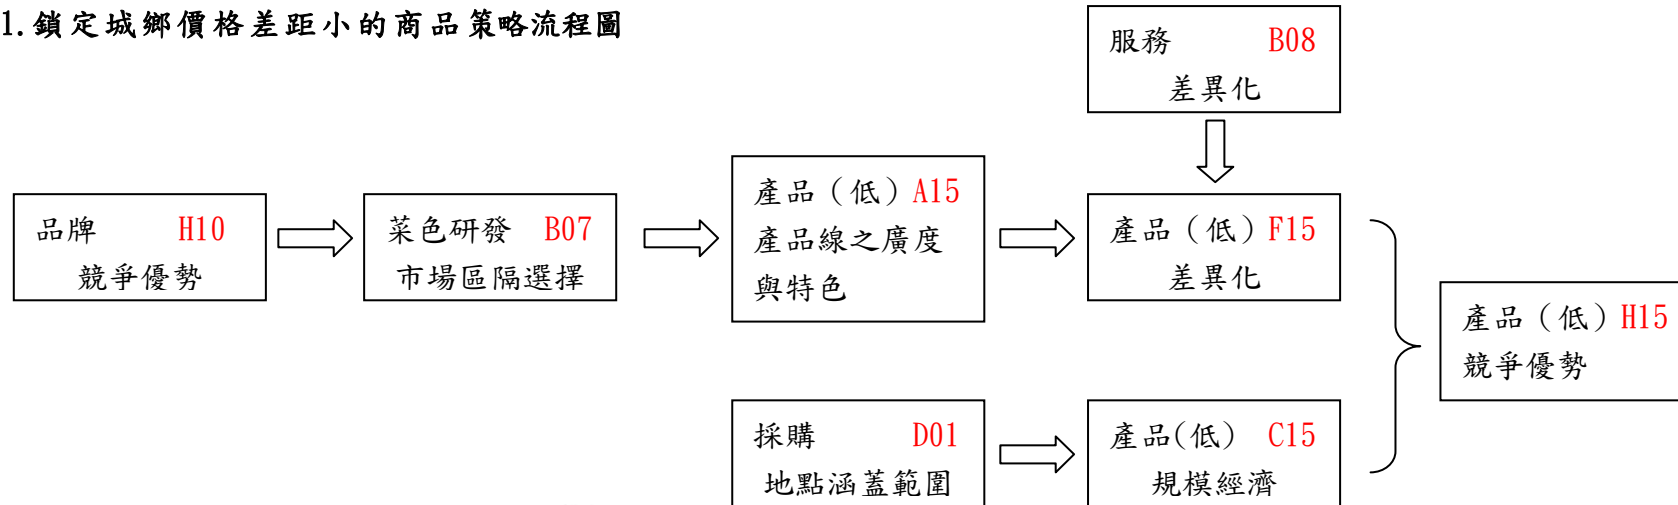 1.鎖定城鄉價格差距小的商品策略流程圖
服務 B08
差異化
品牌 H10
競爭優勢
菜色研發 B07
市場區隔選擇
產品（低）A15
產品線之廣度
與特色
產品（低）F15
差異化
產品（低）H15
競爭優勢
採購 D01
地點涵蓋範圍
產品(低) C15
規模經濟